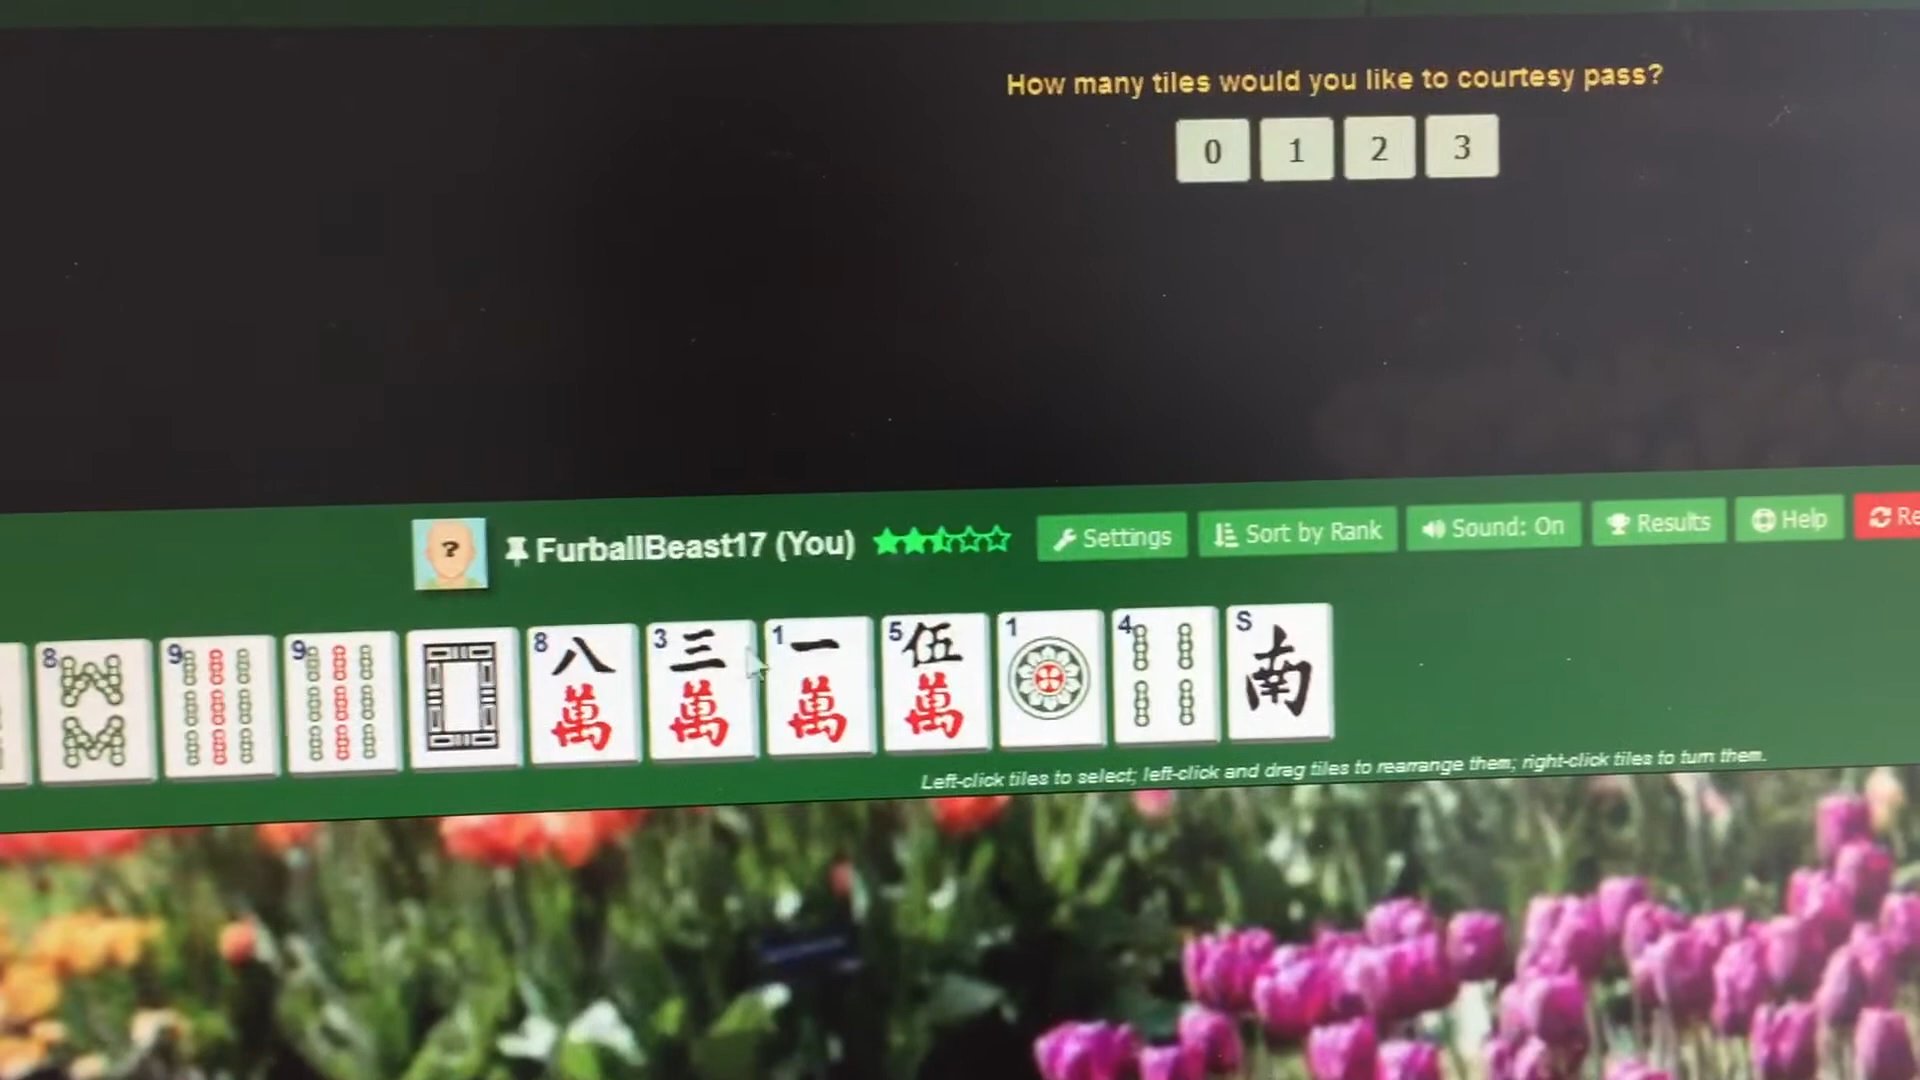 How many tiles would you like to courtesy pass?
0 1 2 3
? FurballBeast17 (You) Settings Sort by Rank Sound: On Results Help Re
8 9 9 8 八萬 3 三萬 1 一萬 5 伍萬 1 4 S 南
Left-click tiles to select; left-click and drag tiles to rearrange them; right-click tiles to turn them.